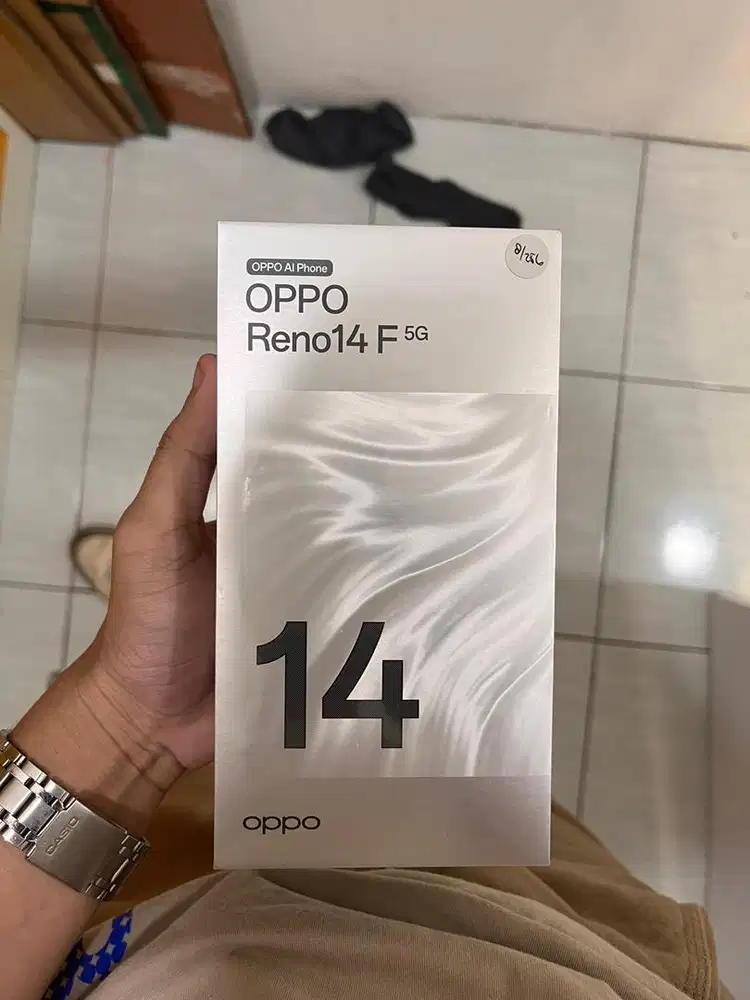 OPPO AI Phone
8/256
OPPO
Reno14 F 5G
14
oppo
CASIO